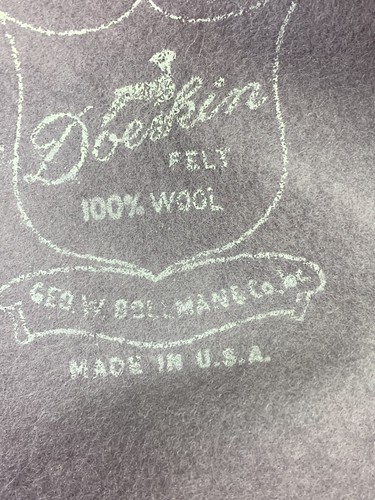 Doeskin
FELT
100% WOOL
GEO. W. BOLLMAN & Co., Inc.
MADE IN U.S.A.